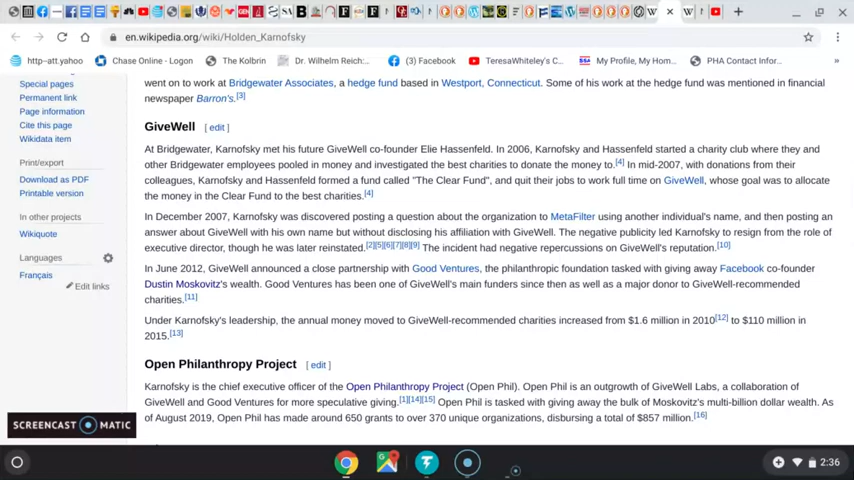 en.wikipedia.org/wiki/Holden_Karnofsky
http--att.yahoo Chase Online - Logon The Kolbrin Dr. Wilhelm Reich:... (3) Facebook TeresaWhiteley's C... My Profile, My Hom... PHA Contact Infor... »
Special pages
Permanent link
Page information
Cite this page
Wikidata item
Print/export
Download as PDF
Printable version
In other projects
Wikiquote
Languages
Français
Edit links
went on to work at Bridgewater Associates, a hedge fund based in Westport, Connecticut. Some of his work at the hedge fund was mentioned in financial
newspaper Barron's.[3]
GiveWell [ edit ]
At Bridgewater, Karnofsky met his future GiveWell co-founder Elie Hassenfeld. In 2006, Karnofsky and Hassenfeld started a charity club where they and
other Bridgewater employees pooled in money and investigated the best charities to donate the money to.[4] In mid-2007, with donations from their
colleagues, Karnofsky and Hassenfeld formed a fund called "The Clear Fund", and quit their jobs to work full time on GiveWell, whose goal was to allocate
the money in the Clear Fund to the best charities.[4]
In December 2007, Karnofsky was discovered posting a question about the organization to MetaFilter using another individual's name, and then posting an
answer about GiveWell with his own name but without disclosing his affiliation with GiveWell. The negative publicity led Karnofsky to resign from the role of
executive director, though he was later reinstated.[2][5][6][7][8][9] The incident had negative repercussions on GiveWell's reputation.[10]
In June 2012, GiveWell announced a close partnership with Good Ventures, the philanthropic foundation tasked with giving away Facebook co-founder
Dustin Moskovitz's wealth. Good Ventures has been one of GiveWell's main funders since then as well as a major donor to GiveWell-recommended
charities.[11]
Under Karnofsky's leadership, the annual money moved to GiveWell-recommended charities increased from $1.6 million in 2010[12] to $110 million in
2015.[13]
Open Philanthropy Project [ edit ]
Karnofsky is the chief executive officer of the Open Philanthropy Project (Open Phil). Open Phil is an outgrowth of GiveWell Labs, a collaboration of
GiveWell and Good Ventures for more speculative giving.[1][14][15] Open Phil is tasked with giving away the bulk of Moskovitz's multi-billion dollar wealth. As
of August 2019, Open Phil has made around 650 grants to over 370 unique organizations, disbursing a total of $857 million.[16]
SCREENCAST MATIC
2:36